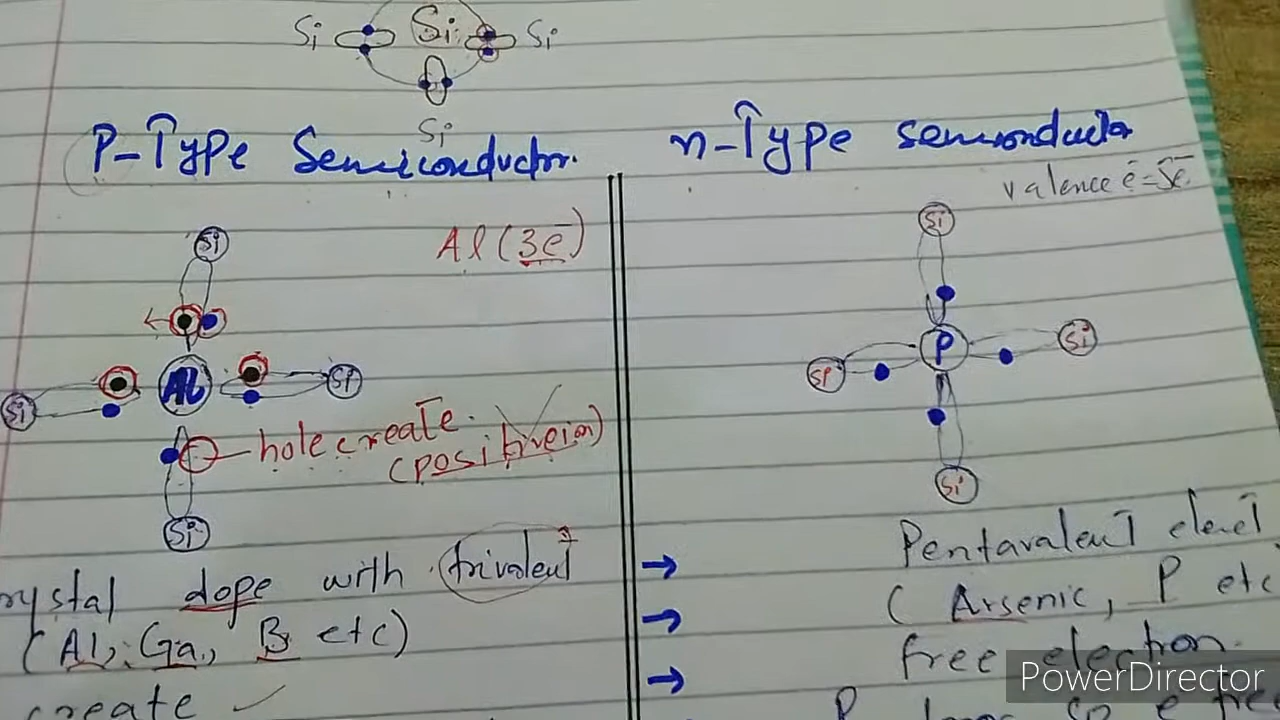 Si Si Si
Si
P-Type Semiconductor.
n-Type semiconductor
valence e̅ = 5e̅
Si
Al (3e̅)
Si
P
Si
Si
Al
Si
Si
hole create.
(positive ion)
Si
Si
rystal dope with trivalent
(Al, Ga, B etc)
create
Pentavalent
(Arsenic, P etc
free electron.
PowerDirector